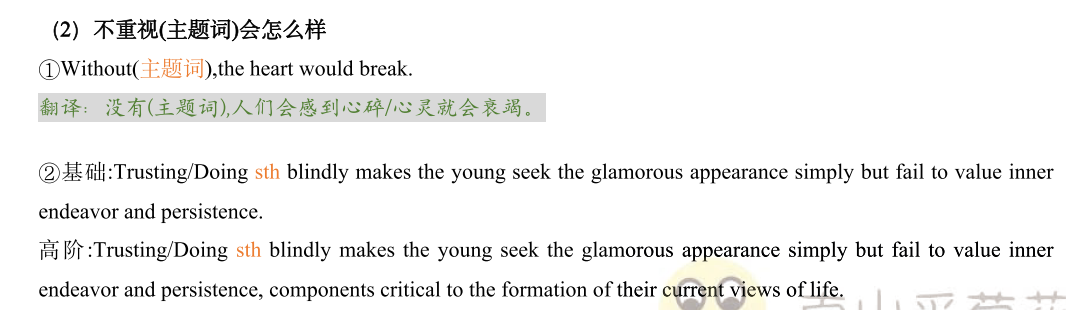 (2) 不重视(主题词)会怎么样
①Without(主题词),the heart would break.
翻译: 没有(主题词),人们会感到心碎/心灵就会衰竭。
②基础:Trusting/Doing sth blindly makes the young seek the glamorous appearance simply but fail to value inner
endeavor and persistence.
高阶:Trusting/Doing sth blindly makes the young seek the glamorous appearance simply but fail to value inner
endeavor and persistence, components critical to the formation of their current views of life.